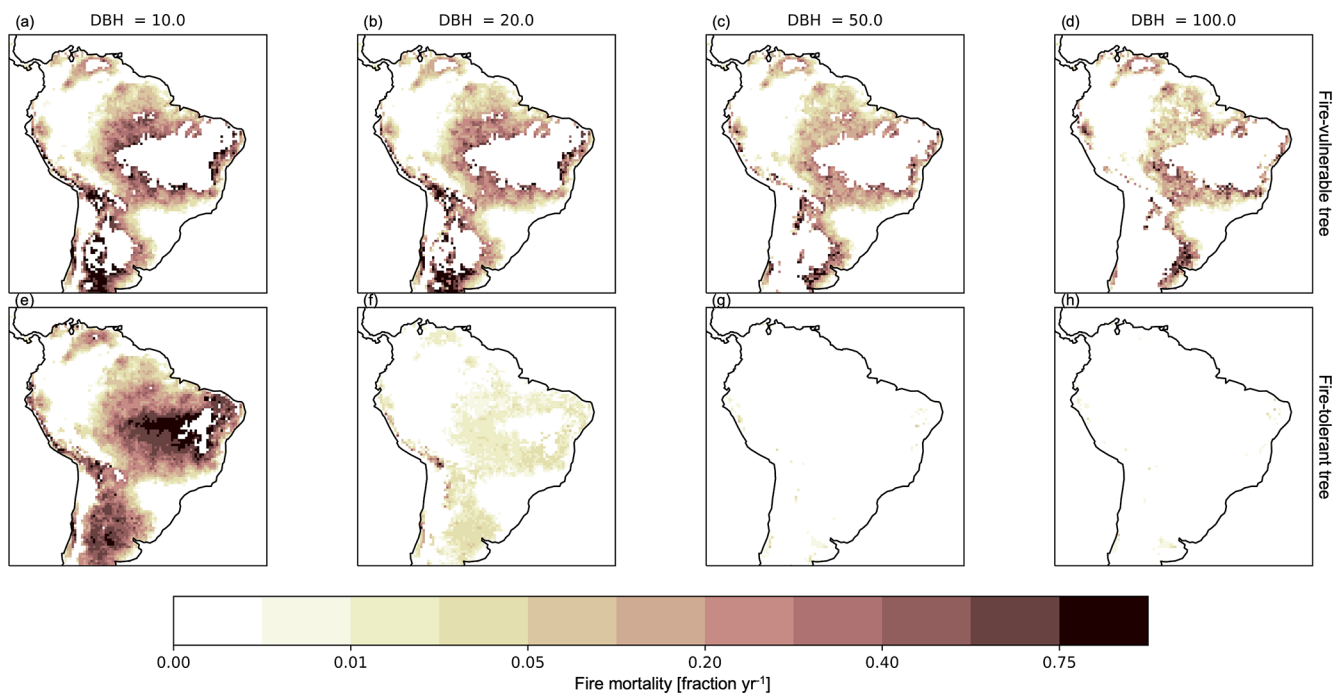 (a) DBH = 10.0
(b) DBH = 20.0
(c) DBH = 50.0
(d) DBH = 100.0
Fire-vulnerable tree
(e)
(f)
(g)
(h)
Fire-tolerant tree
0.00 0.01 0.05 0.20 0.40 0.75
Fire mortality [fraction yr⁻¹]